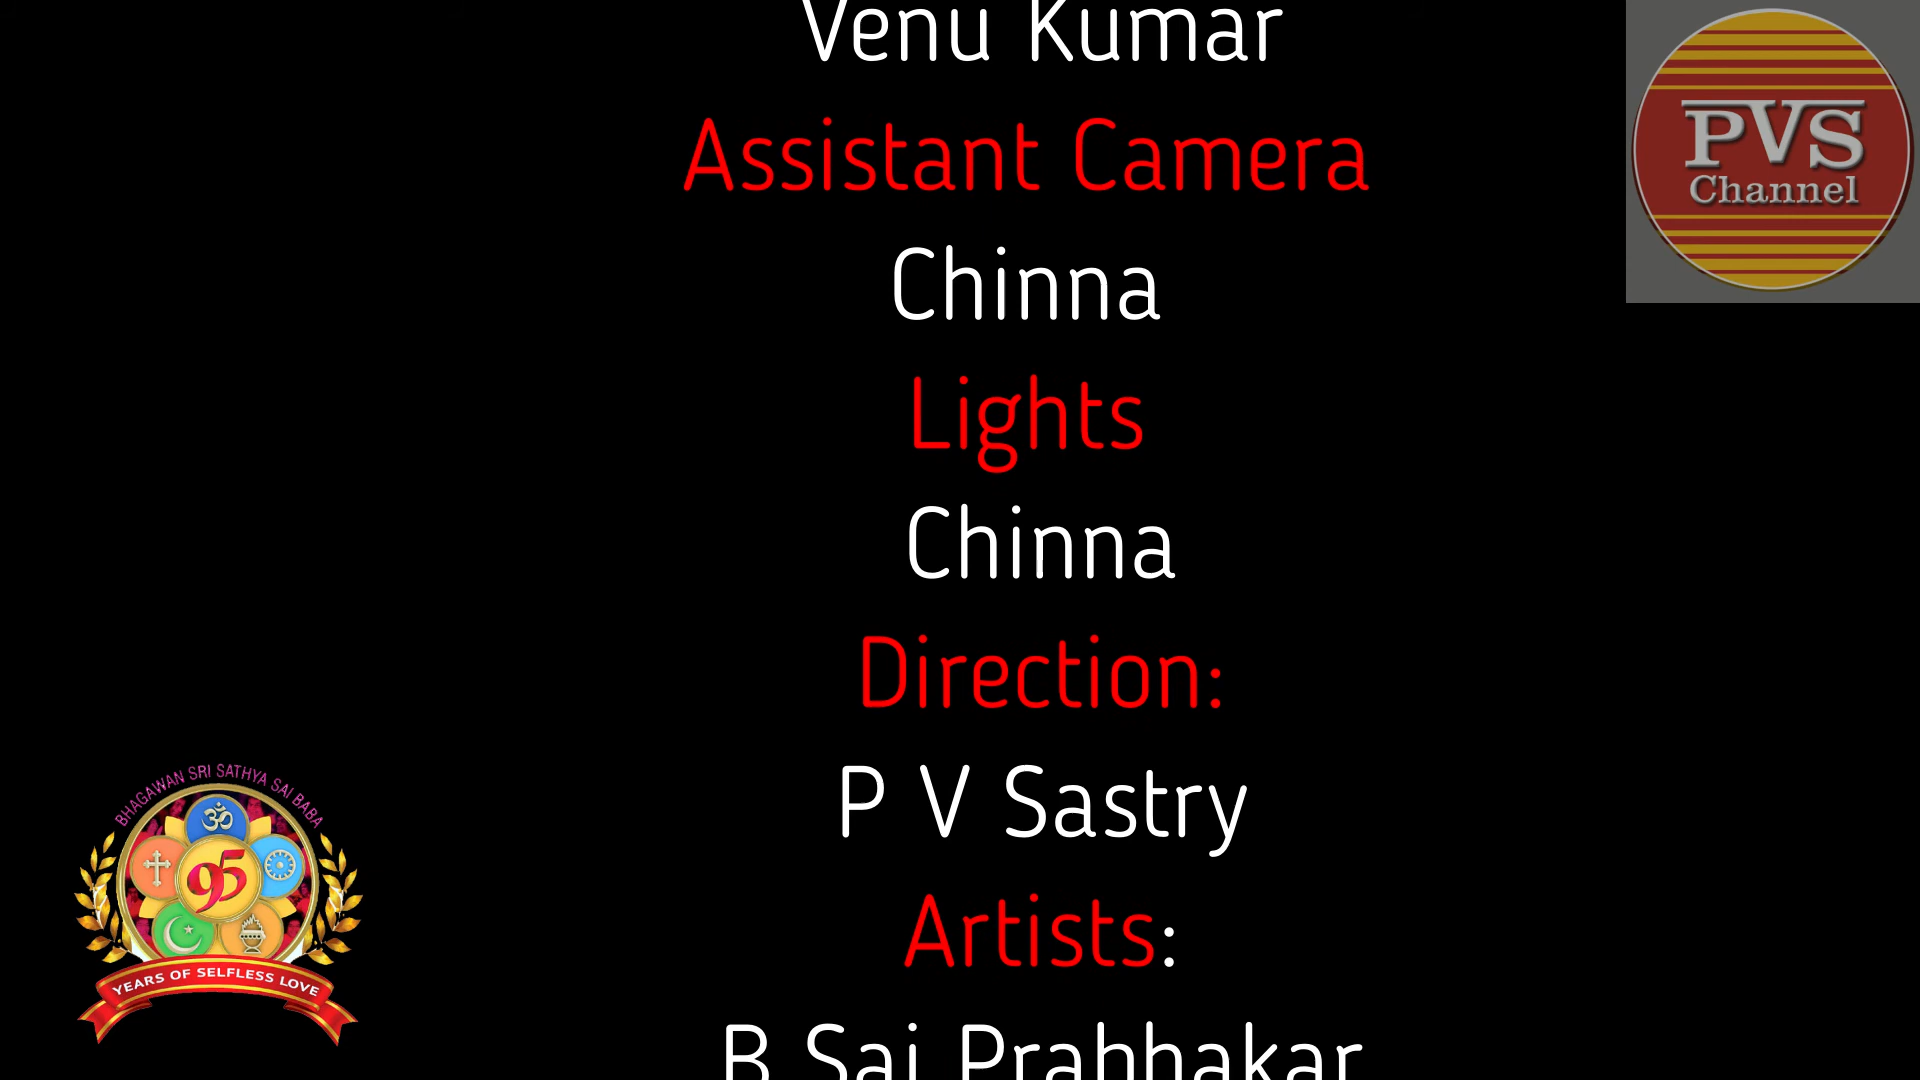 Venu Kumar
Assistant Camera
Chinna
Lights
Chinna
Direction:
P V Sastry
Artists:
B Sai Prabhakar
PVS
Channel
BHAGAWAN SRI SATHYA SAI BABA
ॐ
95
YEARS OF SELFLESS LOVE